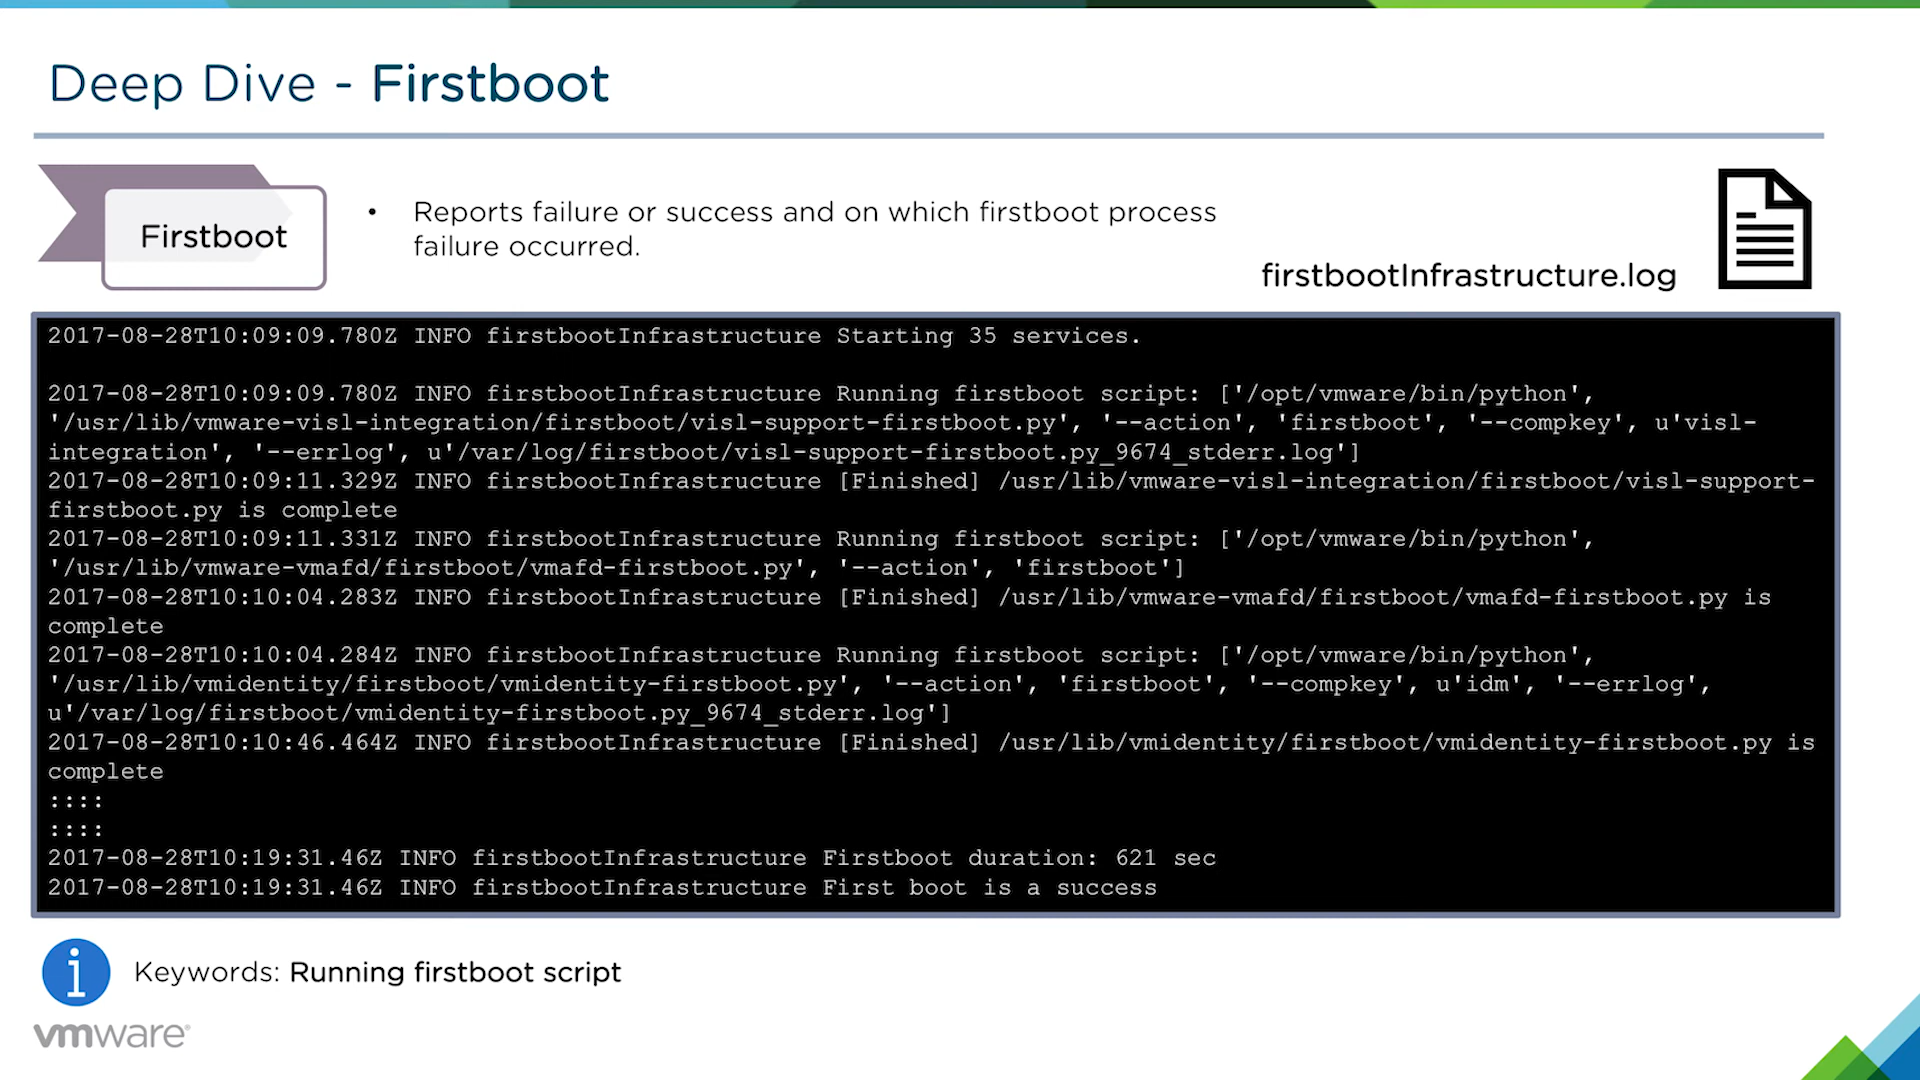 Deep Dive - Firstboot
Firstboot
• Reports failure or success and on which firstboot process
failure occurred.
firstbootInfrastructure.log
2017-08-28T10:09:09.780Z INFO firstbootInfrastructure Starting 35 services.
2017-08-28T10:09:09.780Z INFO firstbootInfrastructure Running firstboot script: ['/opt/vmware/bin/python',
'/usr/lib/vmware-visl-integration/firstboot/visl-support-firstboot.py', '--action', 'firstboot', '--compkey', u'visl-
integration', '--errlog', u'/var/log/firstboot/visl-support-firstboot.py_9674_stderr.log']
2017-08-28T10:09:11.329Z INFO firstbootInfrastructure [Finished] /usr/lib/vmware-visl-integration/firstboot/visl-support-
firstboot.py is complete
2017-08-28T10:09:11.331Z INFO firstbootInfrastructure Running firstboot script: ['/opt/vmware/bin/python',
'/usr/lib/vmware-vmafd/firstboot/vmafd-firstboot.py', '--action', 'firstboot']
2017-08-28T10:10:04.283Z INFO firstbootInfrastructure [Finished] /usr/lib/vmware-vmafd/firstboot/vmafd-firstboot.py is
complete
2017-08-28T10:10:04.284Z INFO firstbootInfrastructure Running firstboot script: ['/opt/vmware/bin/python',
'/usr/lib/vmidentity/firstboot/vmidentity-firstboot.py', '--action', 'firstboot', '--compkey', u'idm', '--errlog',
u'/var/log/firstboot/vmidentity-firstboot.py_9674_stderr.log']
2017-08-28T10:10:46.464Z INFO firstbootInfrastructure [Finished] /usr/lib/vmidentity/firstboot/vmidentity-firstboot.py is
complete
::::
::::
2017-08-28T10:19:31.46Z INFO firstbootInfrastructure Firstboot duration: 621 sec
2017-08-28T10:19:31.46Z INFO firstbootInfrastructure First boot is a success
i Keywords: Running firstboot script
vmware®